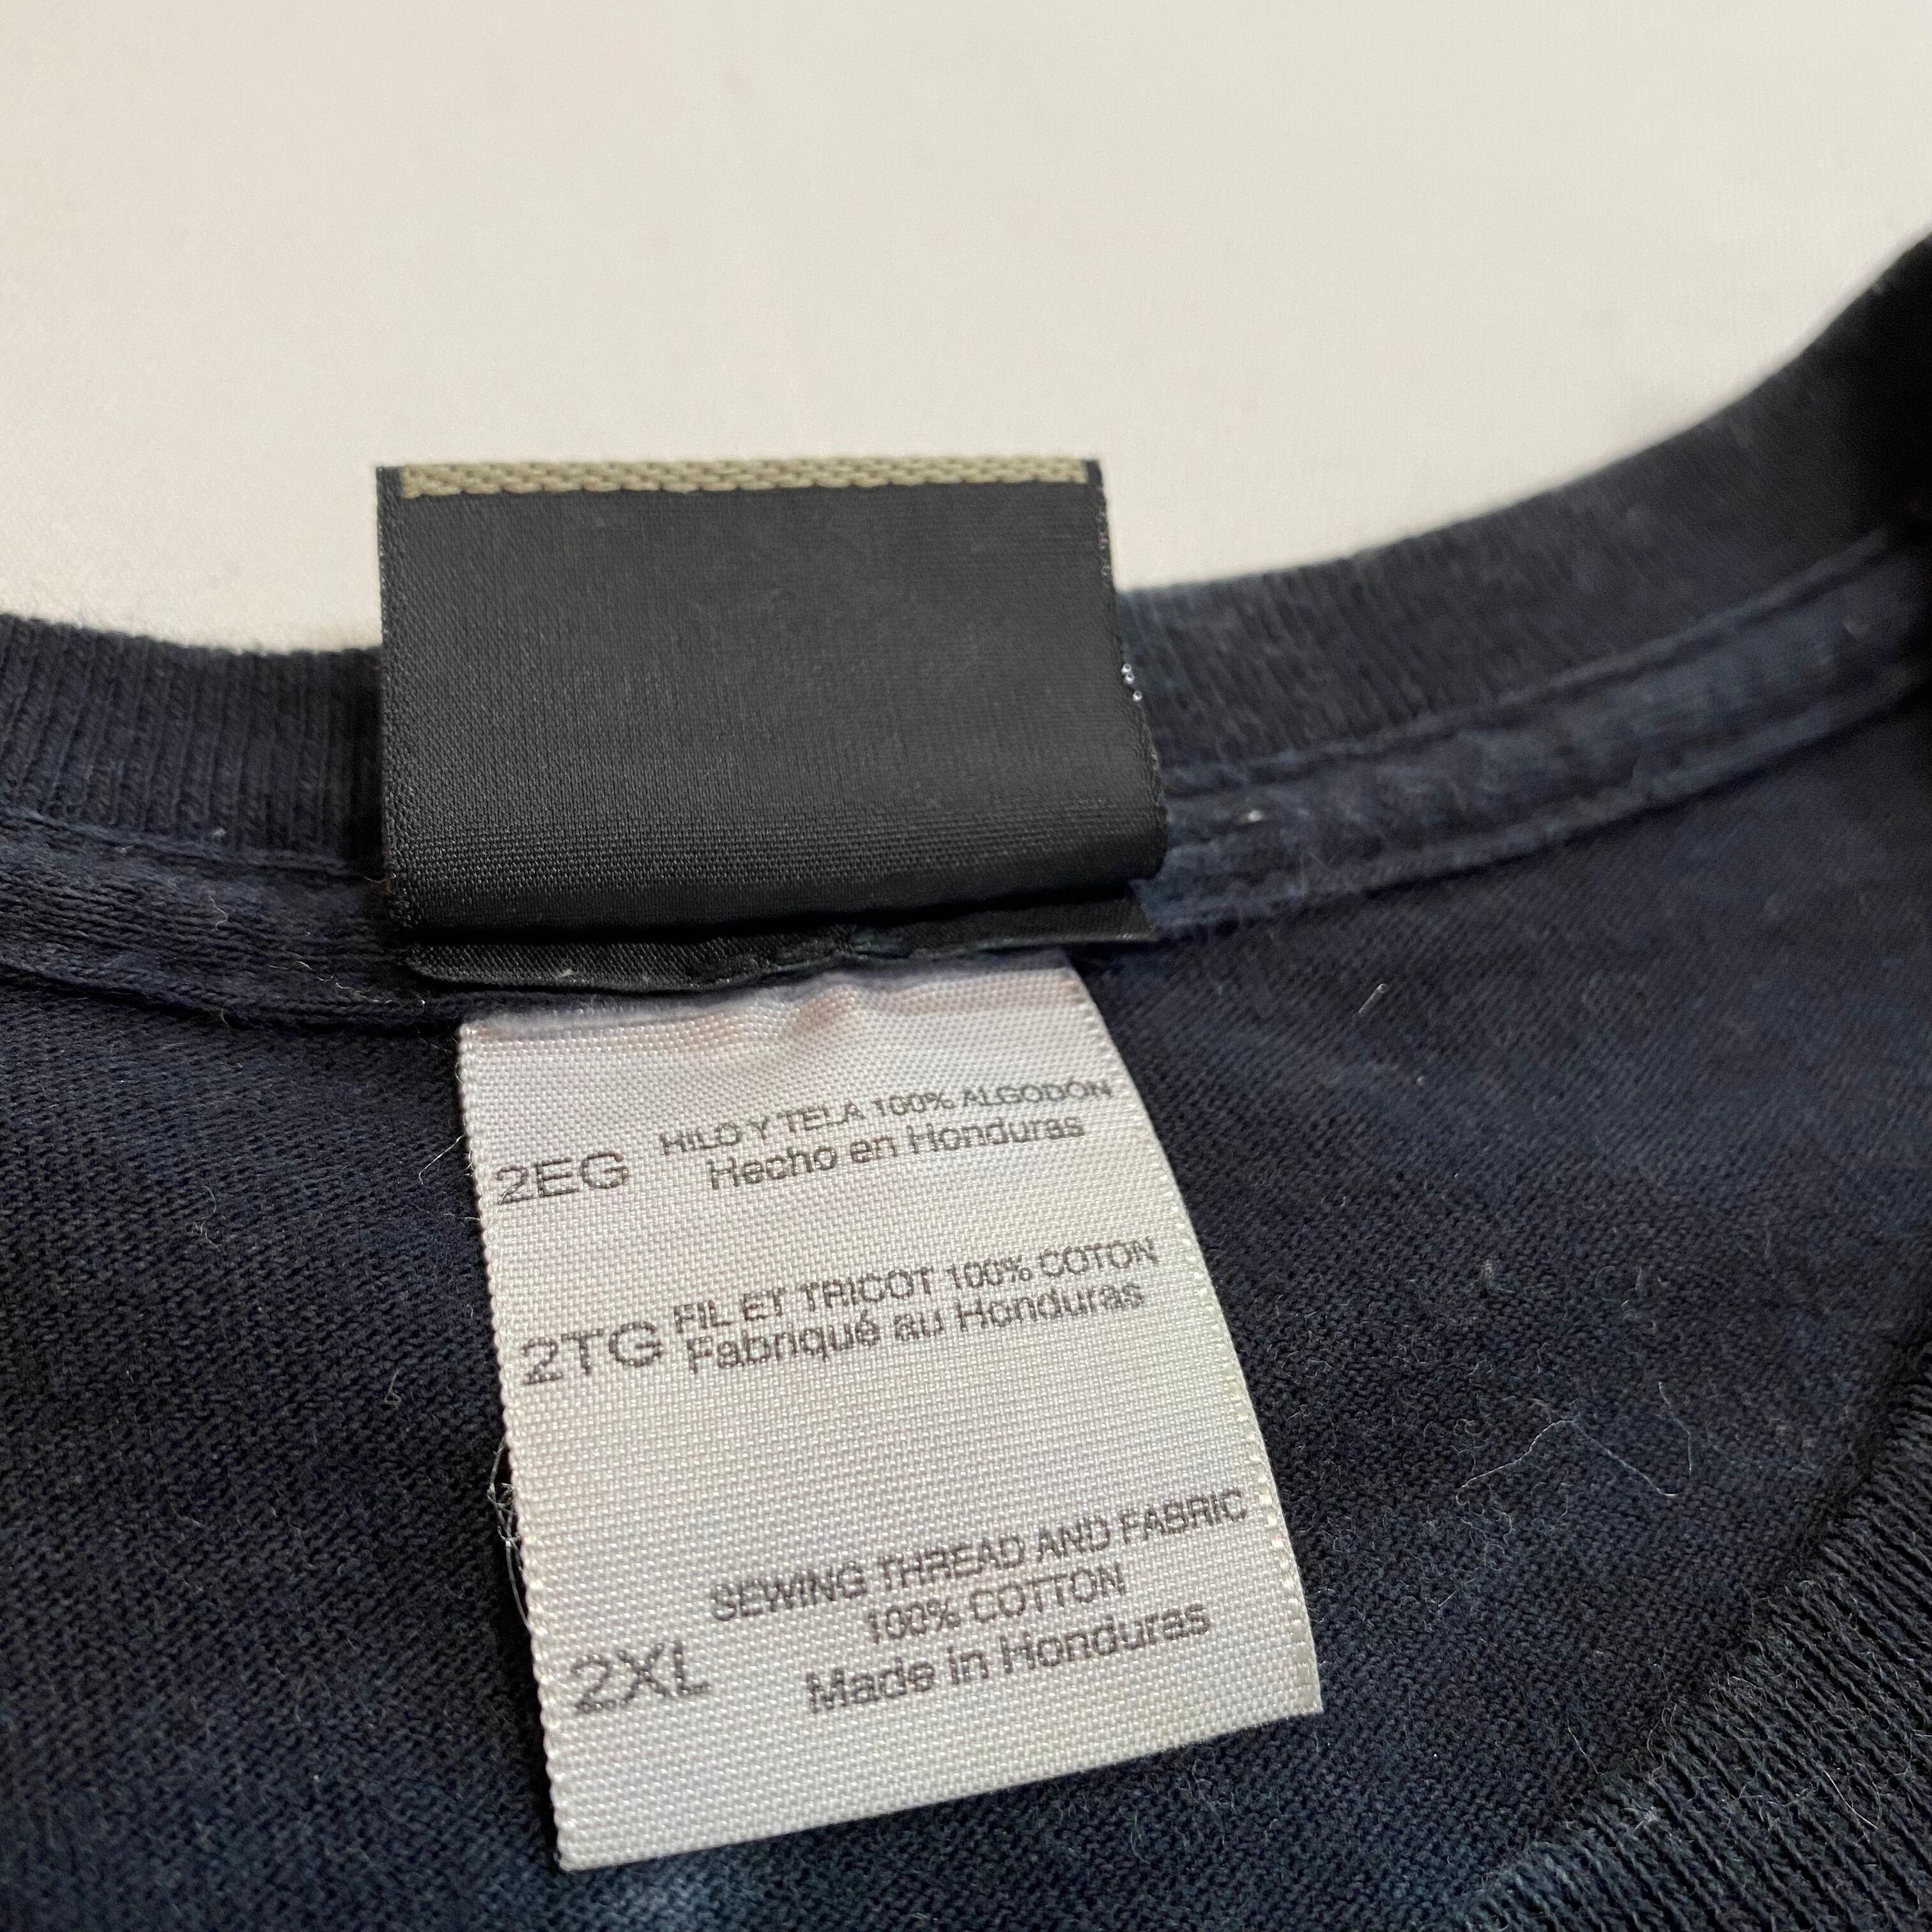 2EG HILO Y TELA 100% ALGODÓN
Hecho en Honduras
2TG FIL ET TRICOT 100% COTON
Fabriqué au Honduras
SEWING THREAD AND FABRIC
100% COTTON
2XL Made in Honduras